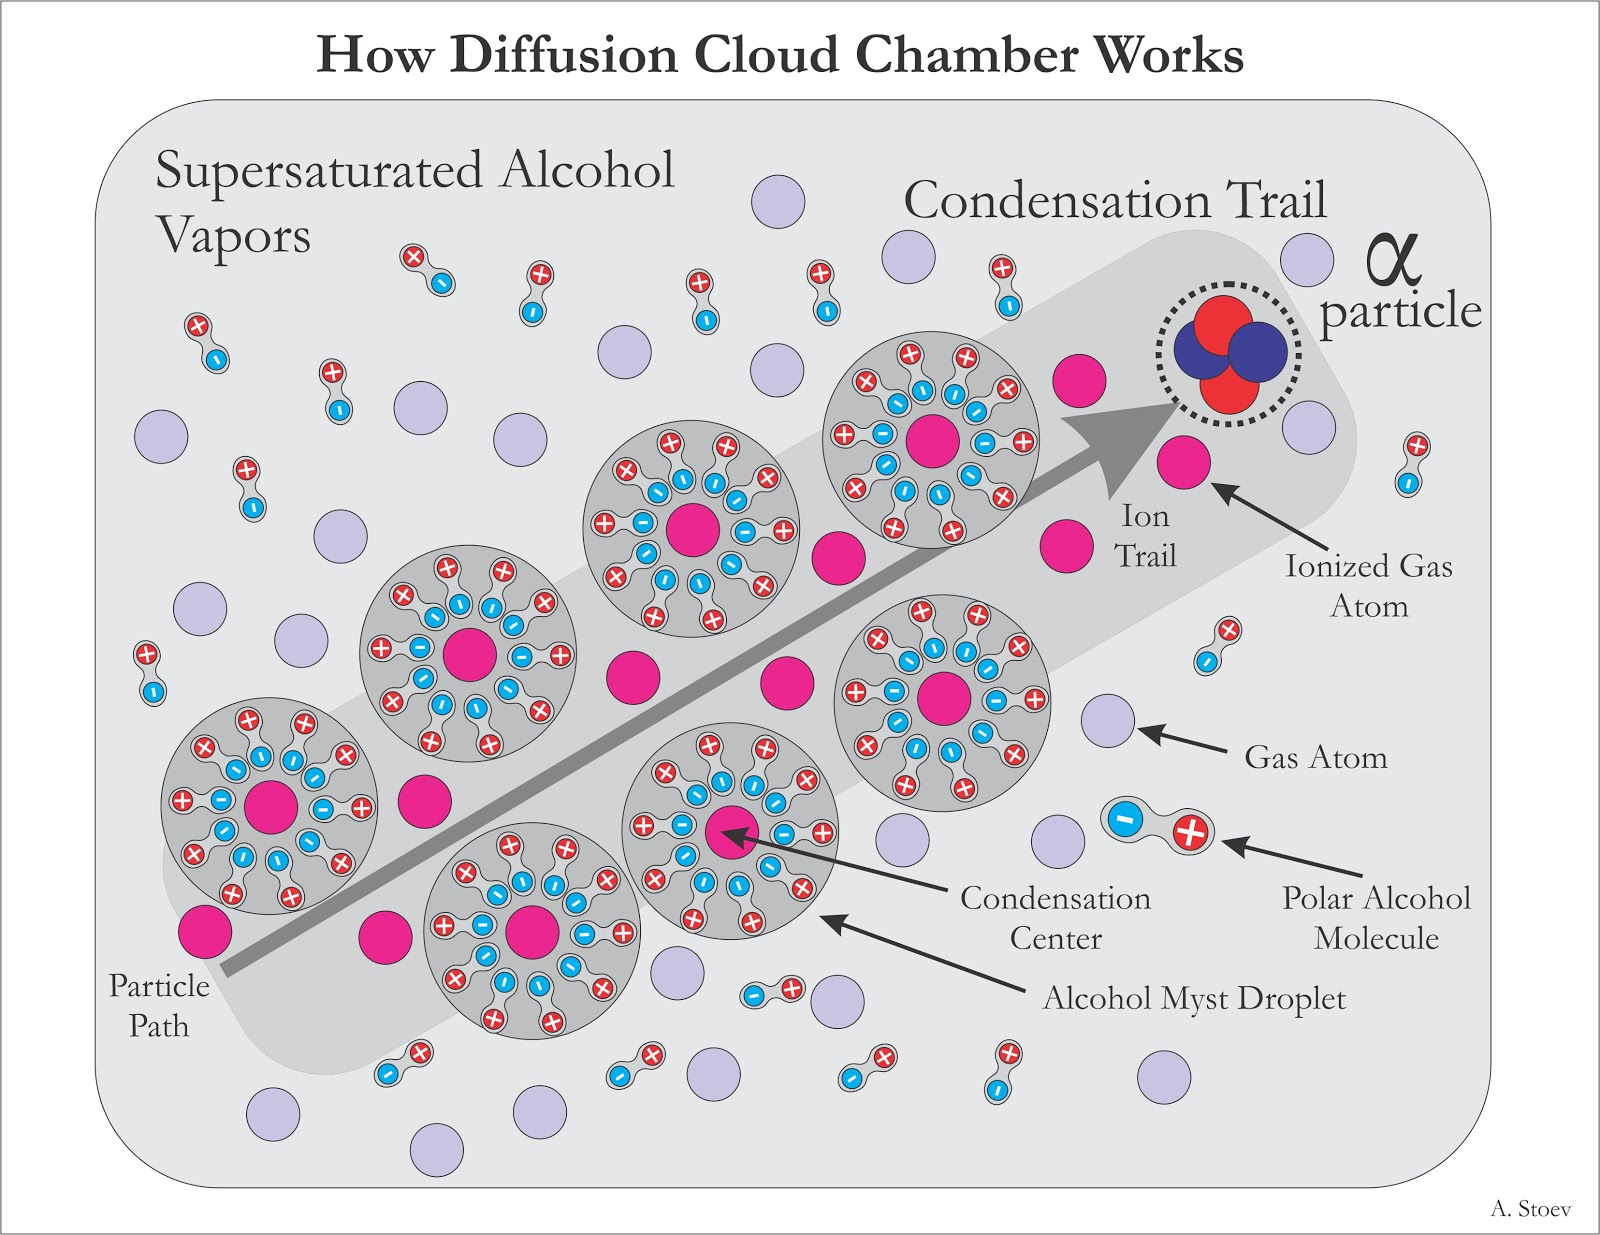 How Diffusion Cloud Chamber Works
Supersaturated Alcohol
Vapors
Condensation Trail
α
particle
Ion
Trail
Ionized Gas
Atom
Gas Atom
Polar Alcohol
Molecule
Condensation
Center
Alcohol Myst Droplet
Particle
Path
A. Stoev